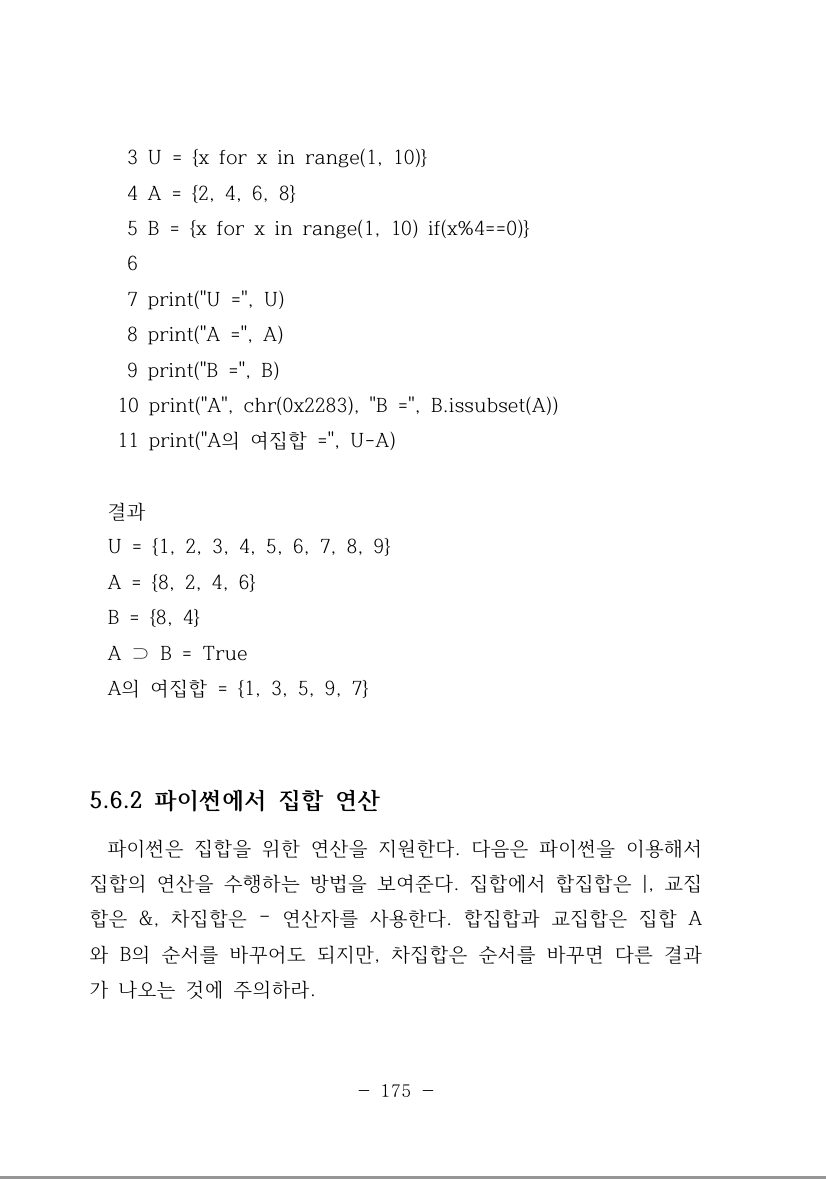 3 U = {x for x in range(1, 10)}
4 A = {2, 4, 6, 8}
5 B = {x for x in range(1, 10) if(x%4==0)}
6
7 print("U =", U)
8 print("A =", A)
9 print("B =", B)
10 print("A", chr(0x2283), "B =", B.issubset(A))
11 print("A의 여집합 =", U-A)
결과
U = {1, 2, 3, 4, 5, 6, 7, 8, 9}
A = {8, 2, 4, 6}
B = {8, 4}
A ⊃ B = True
A의 여집합 = {1, 3, 5, 9, 7}
5.6.2 파이썬에서 집합 연산
파이썬은 집합을 위한 연산을 지원한다. 다음은 파이썬을 이용해서
집합의 연산을 수행하는 방법을 보여준다. 집합에서 합집합은 |, 교집
합은 &, 차집합은 - 연산자를 사용한다. 합집합과 교집합은 집합 A
와 B의 순서를 바꾸어도 되지만, 차집합은 순서를 바꾸면 다른 결과
가 나오는 것에 주의하라.
- 175 -